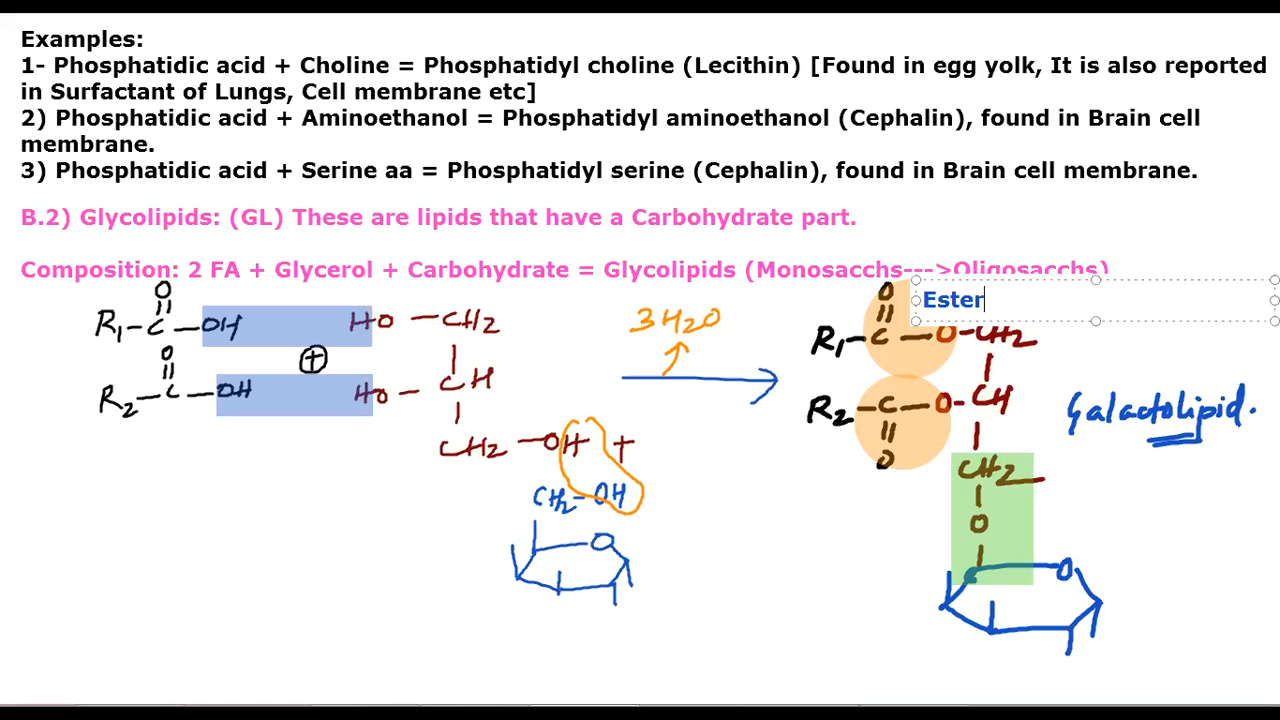 Examples:
1- Phosphatidic acid + Choline = Phosphatidyl choline (Lecithin) [Found in egg yolk, It is also reported
in Surfactant of Lungs, Cell membrane etc]
2) Phosphatidic acid + Aminoethanol = Phosphatidyl aminoethanol (Cephalin), found in Brain cell
membrane.
3) Phosphatidic acid + Serine aa = Phosphatidyl serine (Cephalin), found in Brain cell membrane.
B.2) Glycolipids: (GL) These are lipids that have a Carbohydrate part.
Composition: 2 FA + Glycerol + Carbohydrate = Glycolipids (Monosacchs--->Oligosacchs)
Ester
O
R1-C-OH
HO-CH2
3H2O
O
R1-C-O-CH2
O
R2-C-OH
+
HO-CH
R2-C-O-CH
O
Galactolipid.
CH2-OH +
CH2
O
CH2-OH
O
O